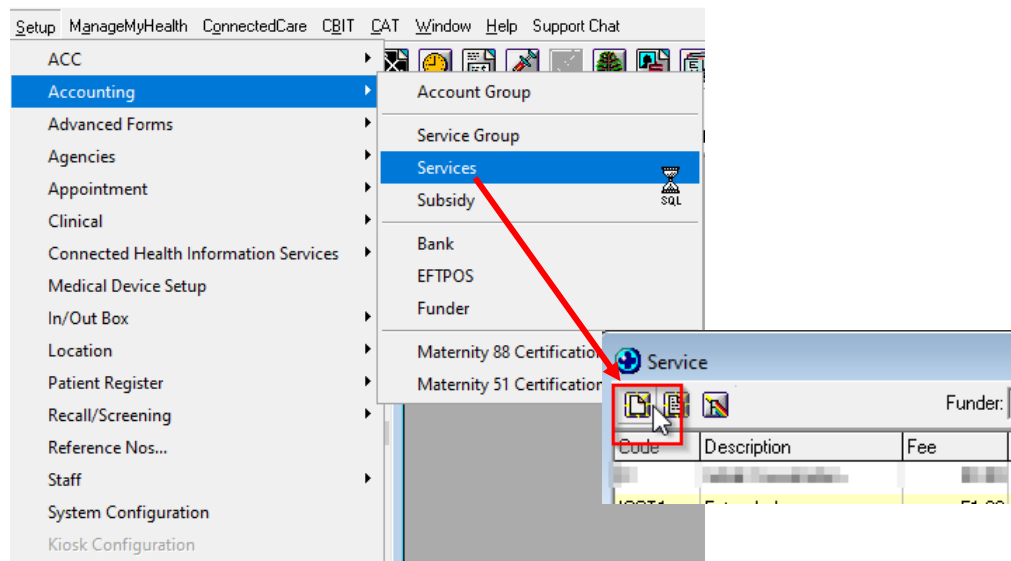 Setup ManageMyHealth ConnectedCare CBIT CAT Window Help Support Chat
ACC
Accounting
Advanced Forms
Agencies
Appointment
Clinical
Connected Health Information Services
Medical Device Setup
In/Out Box
Location
Patient Register
Recall/Screening
Reference Nos...
Staff
System Configuration
Kiosk Configuration
Account Group
Service Group
Services
SQL
Subsidy
Bank
EFTPOS
Funder
Maternity 88 Certification
Maternity 51 Certification
Service
Funder:
Code Description Fee